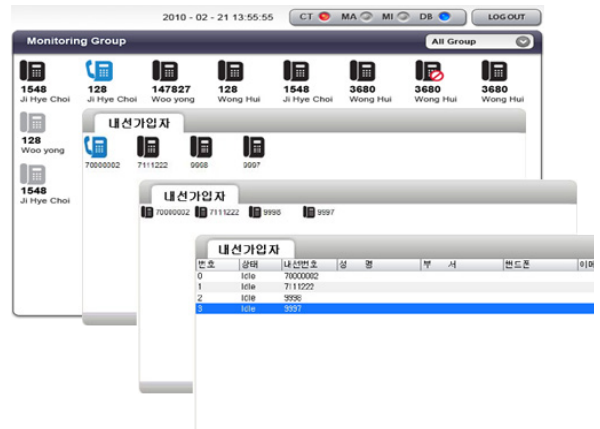 2010 - 02 - 21 13:55:55 CT MA MI DB LOG OUT
Monitoring Group All Group
1548 128 147827 128 1548 3680 3680 3680
Ji Hye Choi Ji Hye Choi Woo yong Wong Hui Ji Hye Choi Wong Hui Wong Hui Wong Hui
128
Woo yong
1548
Ji Hye Choi
내선가입자
70000002 7111222 9998 9997
내선가입자
70000002 7111222 9998 9997
내선가입자
번호 상태 내선번호 성 명 부 서 핸드폰
0 Idle 70000002
1 Idle 7111222
2 Idle 9998
3 Idle 9997